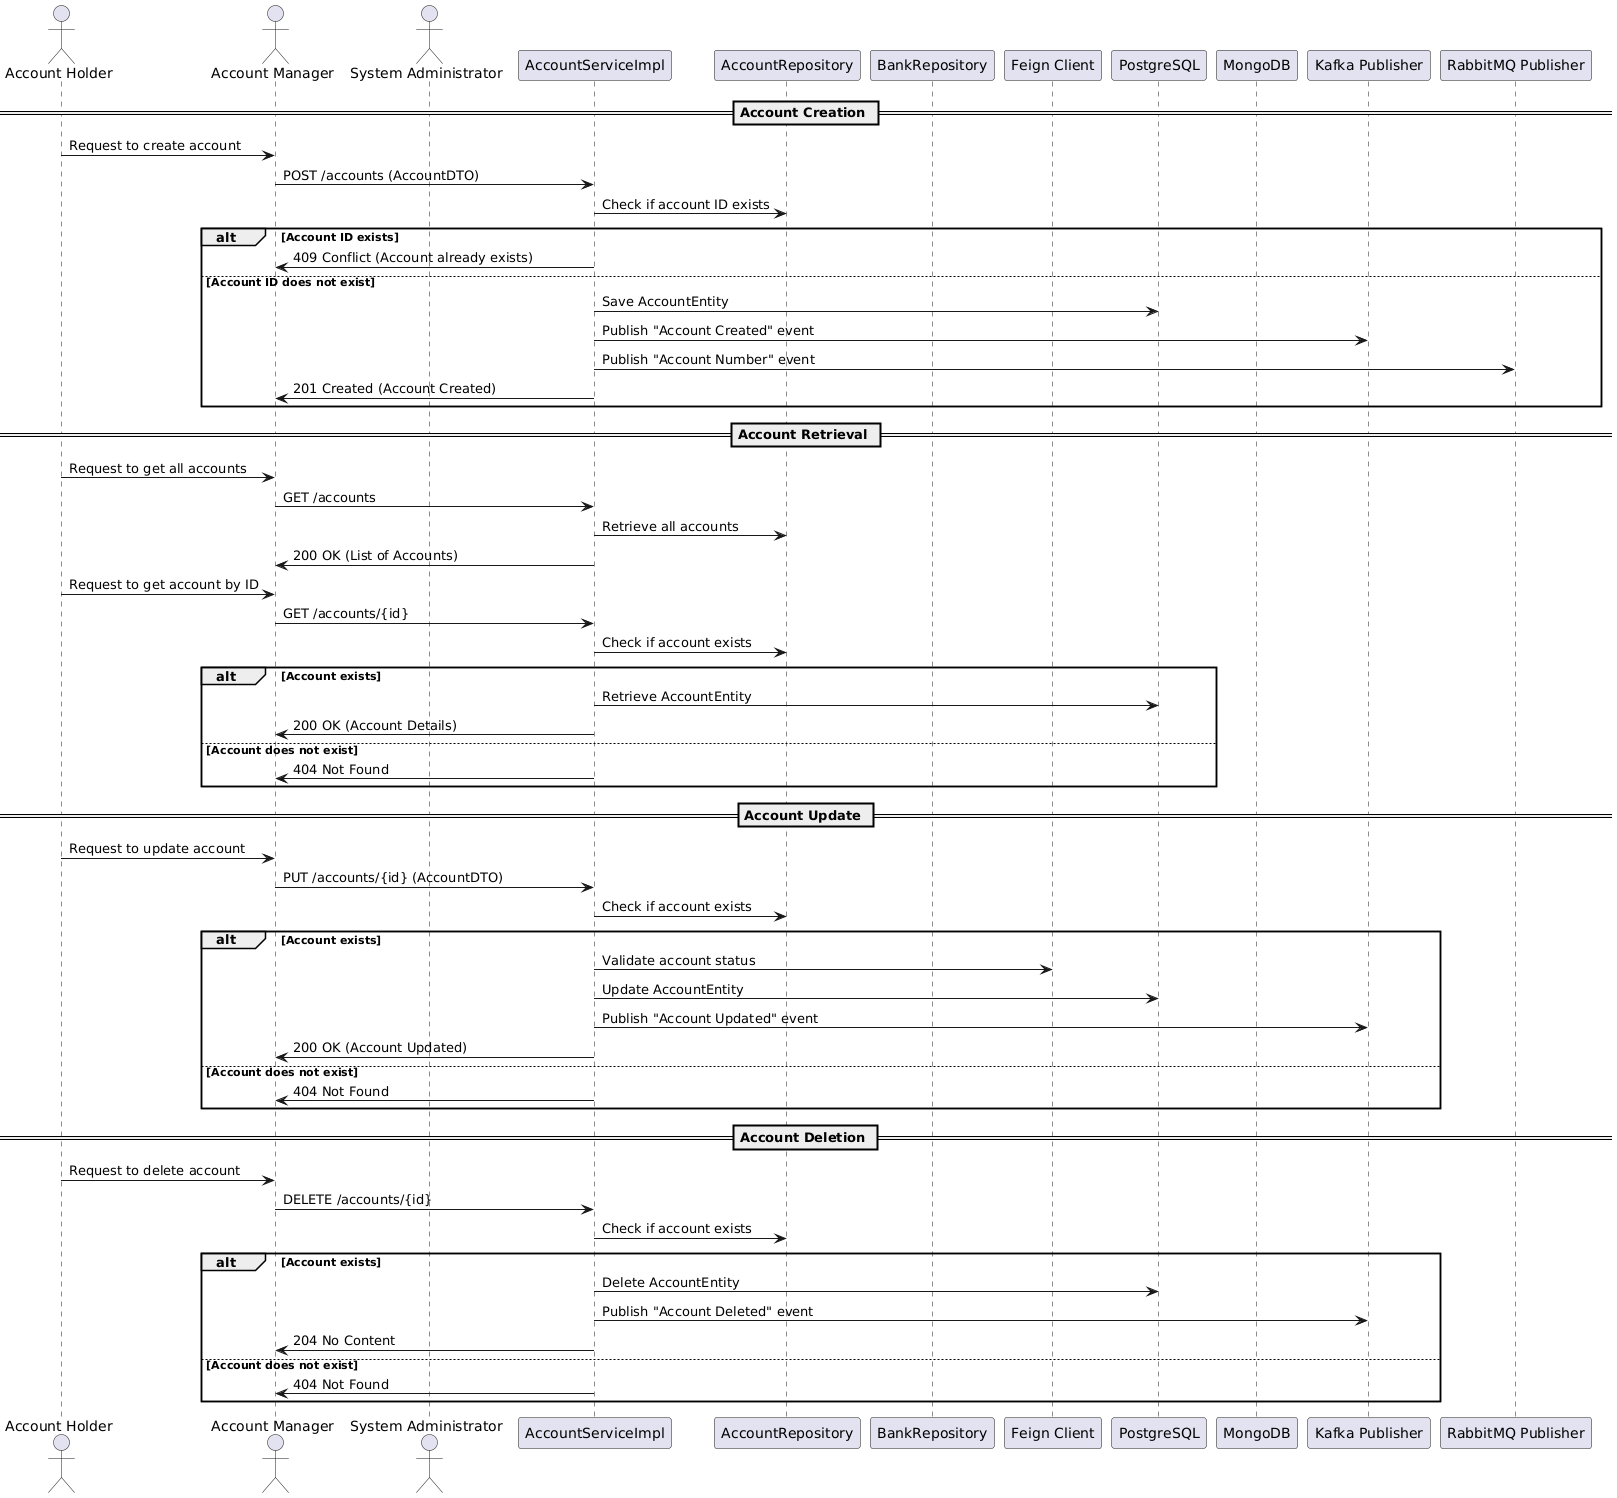 Account Holder
Account Manager
System Administrator
AccountServiceImpl
AccountRepository
BankRepository
Feign Client
PostgreSQL
MongoDB
Kafka Publisher
RabbitMQ Publisher
Account Creation
Request to create account
POST /accounts (AccountDTO)
Check if account ID exists
alt
[Account ID exists]
409 Conflict (Account already exists)
[Account ID does not exist]
Save AccountEntity
Publish "Account Created" event
Publish "Account Number" event
201 Created (Account Created)
Account Retrieval
Request to get all accounts
GET /accounts
Retrieve all accounts
200 OK (List of Accounts)
Request to get account by ID
GET /accounts/{id}
Check if account exists
alt
[Account exists]
Retrieve AccountEntity
200 OK (Account Details)
[Account does not exist]
404 Not Found
Account Update
Request to update account
PUT /accounts/{id} (AccountDTO)
Check if account exists
alt
[Account exists]
Validate account status
Update AccountEntity
Publish "Account Updated" event
200 OK (Account Updated)
[Account does not exist]
404 Not Found
Account Deletion
Request to delete account
DELETE /accounts/{id}
Check if account exists
alt
[Account exists]
Delete AccountEntity
Publish "Account Deleted" event
204 No Content
[Account does not exist]
404 Not Found
Account Holder
Account Manager
System Administrator
AccountServiceImpl
AccountRepository
BankRepository
Feign Client
PostgreSQL
MongoDB
Kafka Publisher
RabbitMQ Publisher